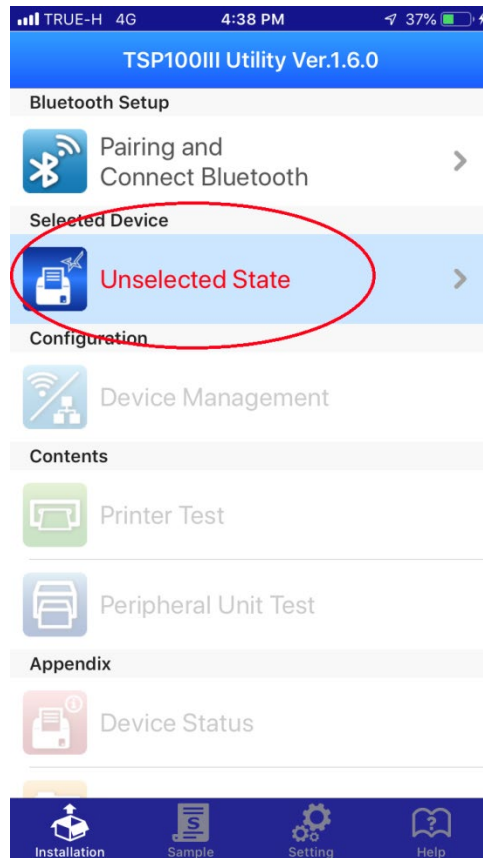 TRUE-H 4G 4:38 PM 37%
TSP100III Utility Ver.1.6.0
Bluetooth Setup
Pairing and
Connect Bluetooth
Selected Device
Unselected State
Configuration
Device Management
Contents
Printer Test
Peripheral Unit Test
Appendix
Device Status
Installation Sample Setting Help